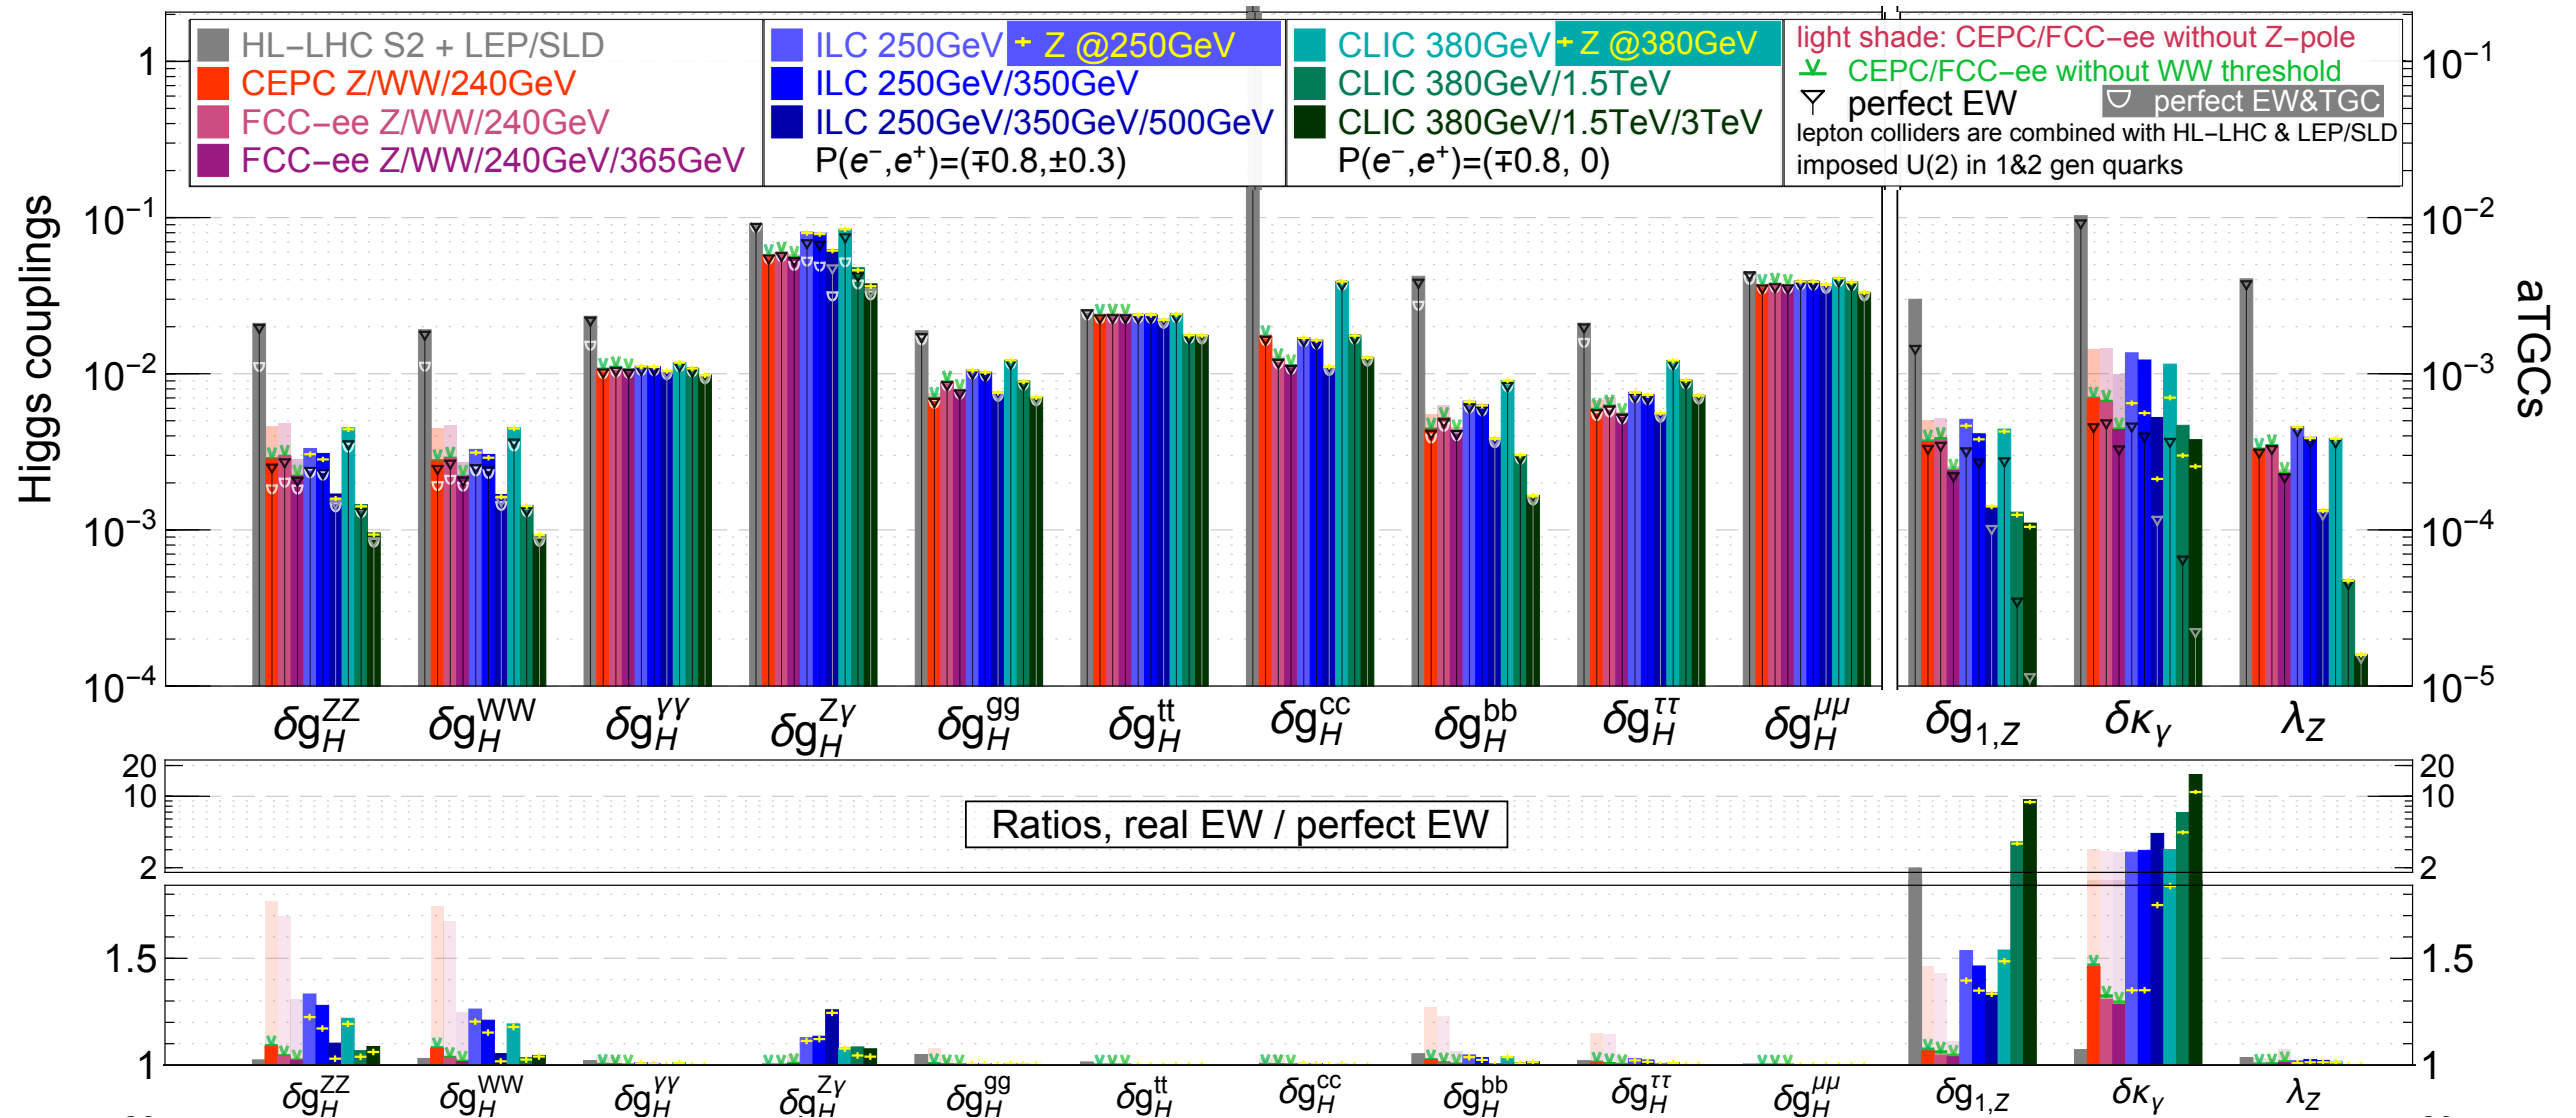 HL−LHC S2 + LEP/SLD
CEPC Z/WW/240GeV
FCC−ee Z/WW/240GeV
FCC−ee Z/WW/240GeV/365GeV
ILC 250GeV + Z @250GeV
ILC 250GeV/350GeV
ILC 250GeV/350GeV/500GeV
P(e⁻,e⁺)=(∓0.8,±0.3)
CLIC 380GeV + Z @380GeV
CLIC 380GeV/1.5TeV
CLIC 380GeV/1.5TeV/3TeV
P(e⁻,e⁺)=(∓0.8, 0)
light shade: CEPC/FCC−ee without Z−pole
CEPC/FCC−ee without WW threshold
perfect EW perfect EW&TGC
lepton colliders are combined with HL−LHC & LEP/SLD
imposed U(2) in 1&2 gen quarks
Higgs couplings
1
10⁻¹
10⁻²
10⁻³
10⁻⁴
aTGCs
10⁻¹
10⁻²
10⁻³
10⁻⁴
10⁻⁵
δg_H^ZZ δg_H^WW δg_H^γγ δg_H^Zγ δg_H^gg δg_H^tt δg_H^cc δg_H^bb δg_H^ττ δg_H^μμ δg_1,Z δκ_γ λ_Z
20 20
10 10
Ratios, real EW / perfect EW
2 2
1.5 1.5
1 1
δg_H^ZZ δg_H^WW δg_H^γγ δg_H^Zγ δg_H^gg δg_H^tt δg_H^cc δg_H^bb δg_H^ττ δg_H^μμ δg_1,Z δκ_γ λ_Z